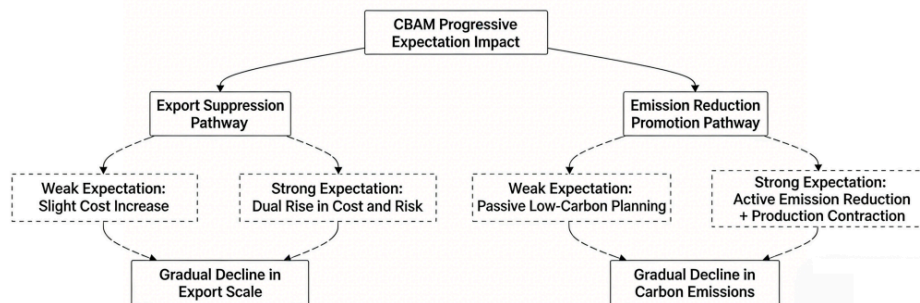 CBAM Progressive
Expectation Impact
Export Suppression
Pathway
Emission Reduction
Promotion Pathway
Weak Expectation:
Slight Cost Increase
Strong Expectation:
Dual Rise in Cost and Risk
Weak Expectation:
Passive Low-Carbon Planning
Strong Expectation:
Active Emission Reduction
+ Production Contraction
Gradual Decline in
Export Scale
Gradual Decline in
Carbon Emissions